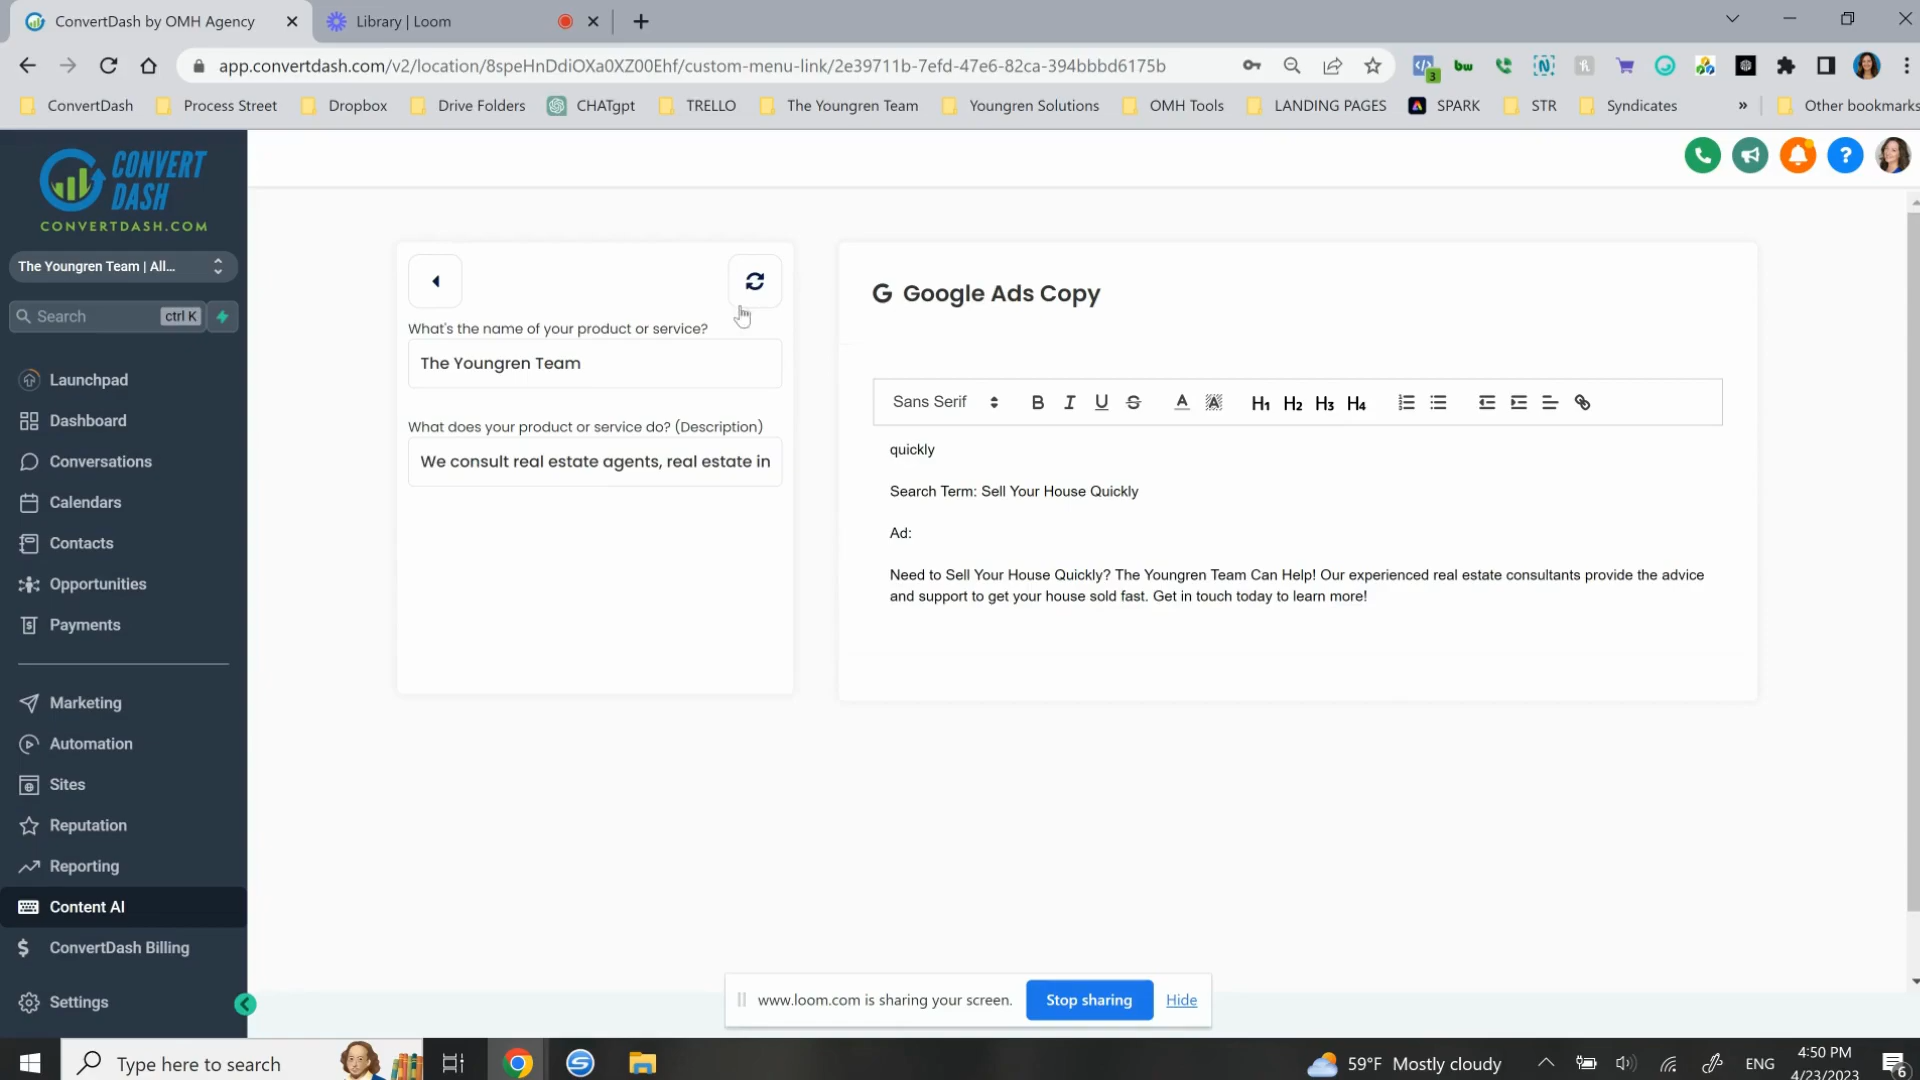 ConvertDash by OMH Agency
Library | Loom
app.convertdash.com/v2/location/8speHnDdiOXa0XZ00Ehf/custom-menu-link/2e39711b-7efd-47e6-82ca-394bbbd6175b
3
bw
ConvertDash
Process Street
Dropbox
Drive Folders
CHATgpt
TRELLO
The Youngren Team
Youngren Solutions
OMH Tools
LANDING PAGES
SPARK
STR
Syndicates
»
Other bookmarks
CONVERT
DASH
CONVERTDASH.COM
The Youngren Team | All...
Search
ctrl K
Launchpad
Dashboard
Conversations
Calendars
Contacts
Opportunities
Payments
Marketing
Automation
Sites
Reputation
Reporting
Content AI
ConvertDash Billing
Settings
What's the name of your product or service?
The Youngren Team
What does your product or service do? (Description)
We consult real estate agents, real estate in
G Google Ads Copy
Sans Serif
B I U S A A H1 H2 H3 H4
quickly
Search Term: Sell Your House Quickly
Ad:
Need to Sell Your House Quickly? The Youngren Team Can Help! Our experienced real estate consultants provide the advice
and support to get your house sold fast. Get in touch today to learn more!
www.loom.com is sharing your screen.
Stop sharing
Hide
Type here to search
59°F Mostly cloudy
ENG
4:50 PM
4/23/2023
6